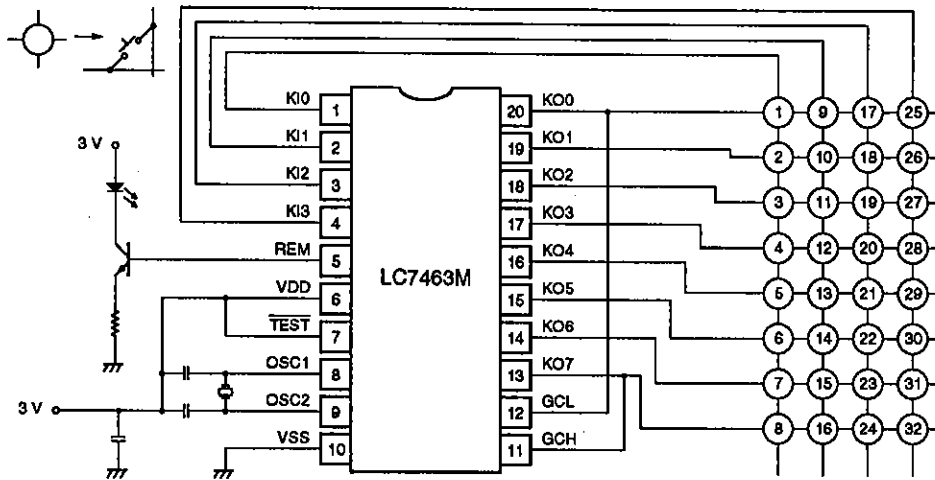 KI0 1 20 KO0 1 9 17 25
3 V KI1 2 19 KO1 2 10 18 26
KI2 3 18 KO2 3 11 19 27
KI3 4 17 KO3 4 12 20 28
REM 5 LC7463M 16 KO4 5 13 21 29
VDD 6 15 KO5 6 14 22 30
TEST 7 14 KO6 7 15 23 31
OSC1 8 13 KO7 8 16 24 32
3 V OSC2 9 12 GCL
VSS 10 11 GCH